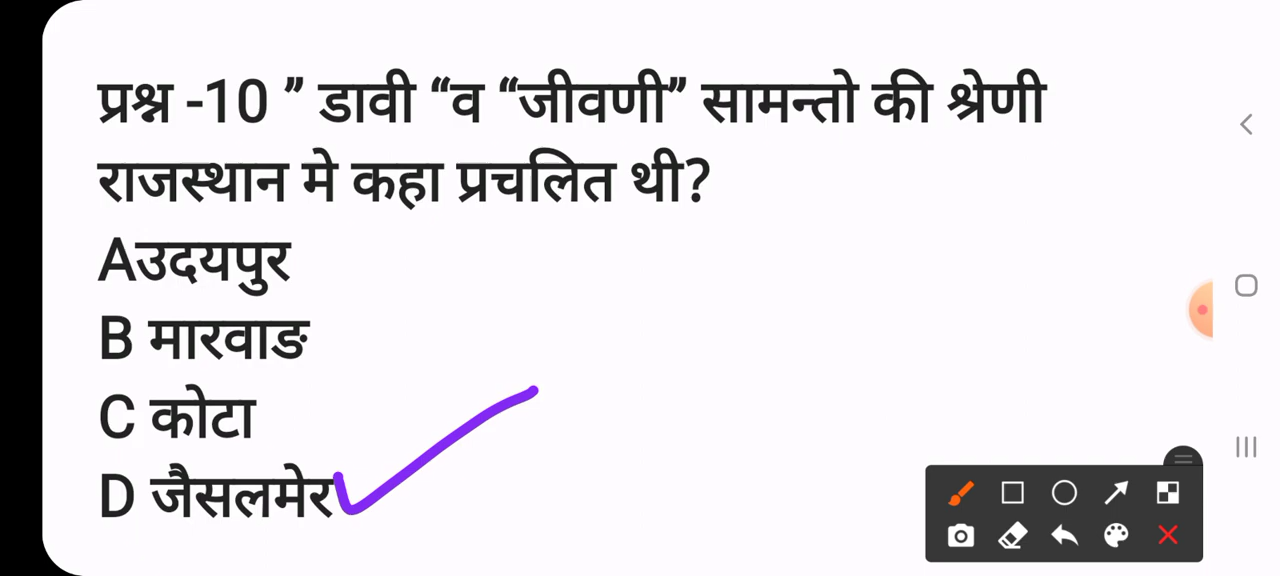 प्रश्न -10 ” डावी “व “जीवणी” सामन्तो की श्रेणी
राजस्थान मे कहा प्रचलित थी?
Aउदयपुर
B मारवाङ
C कोटा
D जैसलमेर